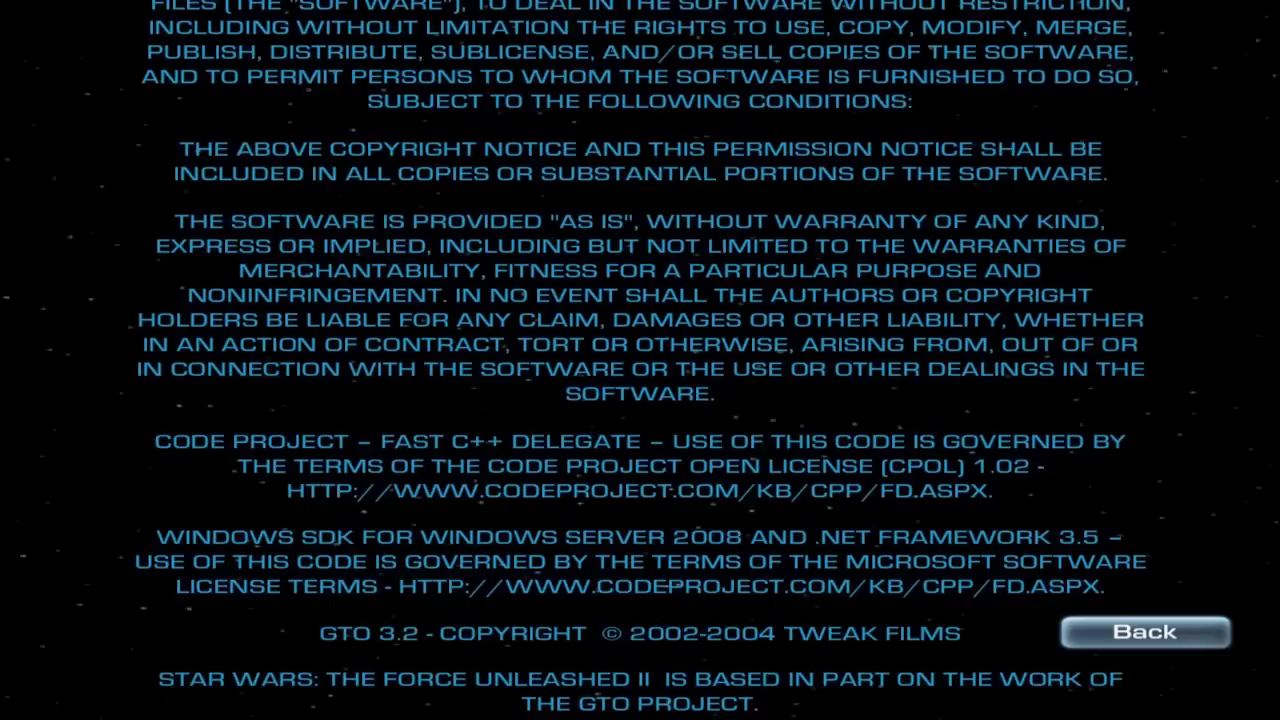 FILES (THE "SOFTWARE"), TO DEAL IN THE SOFTWARE WITHOUT RESTRICTION,
INCLUDING WITHOUT LIMITATION THE RIGHTS TO USE, COPY, MODIFY, MERGE,
PUBLISH, DISTRIBUTE, SUBLICENSE, AND/OR SELL COPIES OF THE SOFTWARE,
AND TO PERMIT PERSONS TO WHOM THE SOFTWARE IS FURNISHED TO DO SO,
SUBJECT TO THE FOLLOWING CONDITIONS:
THE ABOVE COPYRIGHT NOTICE AND THIS PERMISSION NOTICE SHALL BE
INCLUDED IN ALL COPIES OR SUBSTANTIAL PORTIONS OF THE SOFTWARE.
THE SOFTWARE IS PROVIDED "AS IS", WITHOUT WARRANTY OF ANY KIND,
EXPRESS OR IMPLIED, INCLUDING BUT NOT LIMITED TO THE WARRANTIES OF
MERCHANTABILITY, FITNESS FOR A PARTICULAR PURPOSE AND
NONINFRINGEMENT. IN NO EVENT SHALL THE AUTHORS OR COPYRIGHT
HOLDERS BE LIABLE FOR ANY CLAIM, DAMAGES OR OTHER LIABILITY, WHETHER
IN AN ACTION OF CONTRACT, TORT OR OTHERWISE, ARISING FROM, OUT OF OR
IN CONNECTION WITH THE SOFTWARE OR THE USE OR OTHER DEALINGS IN THE
SOFTWARE.
CODE PROJECT – FAST C++ DELEGATE – USE OF THIS CODE IS GOVERNED BY
THE TERMS OF THE CODE PROJECT OPEN LICENSE (CPOL) 1.02 -
HTTP://WWW.CODEPROJECT.COM/KB/CPP/FD.ASPX.
WINDOWS SDK FOR WINDOWS SERVER 2008 AND .NET FRAMEWORK 3.5 –
USE OF THIS CODE IS GOVERNED BY THE TERMS OF THE MICROSOFT SOFTWARE
LICENSE TERMS - HTTP://WWW.CODEPROJECT.COM/KB/CPP/FD.ASPX.
GTO 3.2 - COPYRIGHT © 2002-2004 TWEAK FILMS
Back
STAR WARS: THE FORCE UNLEASHED II IS BASED IN PART ON THE WORK OF
THE GTO PROJECT.